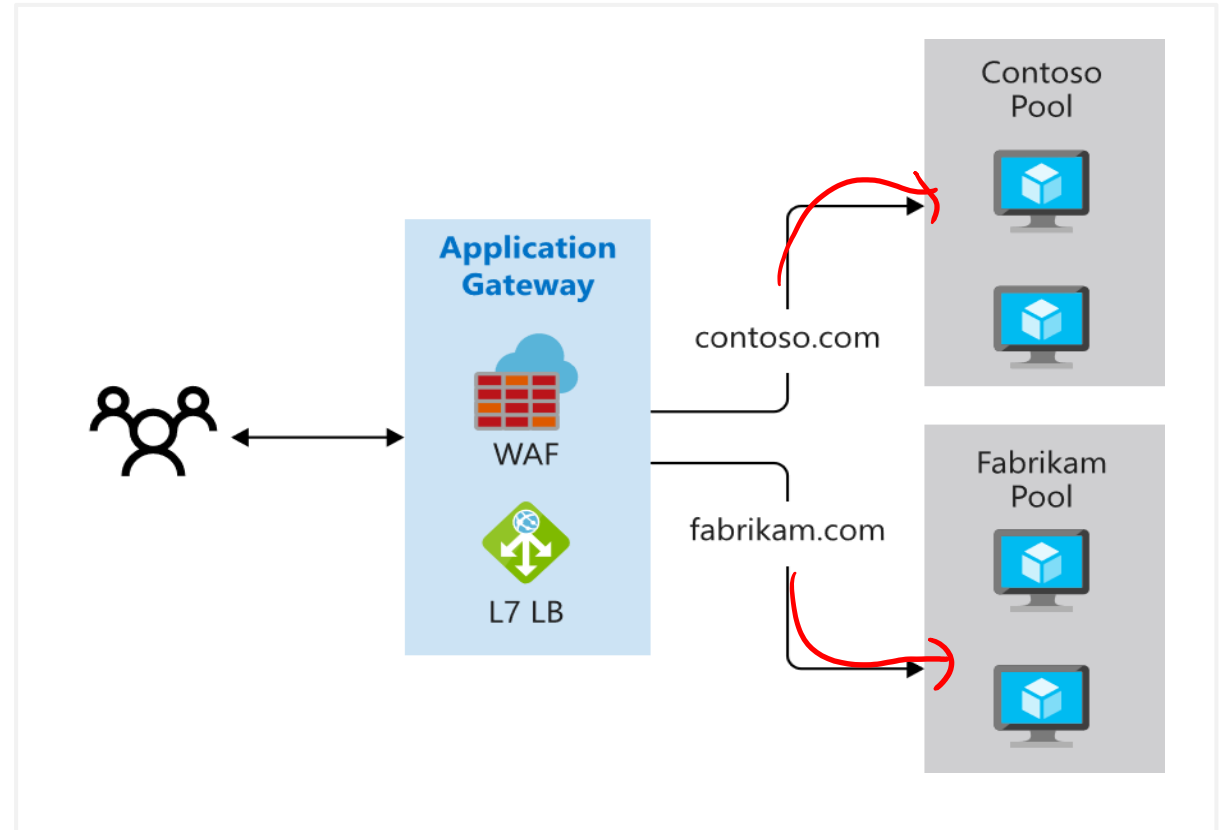 Contoso
Pool
Application
Gateway
contoso.com
WAF
Fabrikam
Pool
fabrikam.com
L7 LB